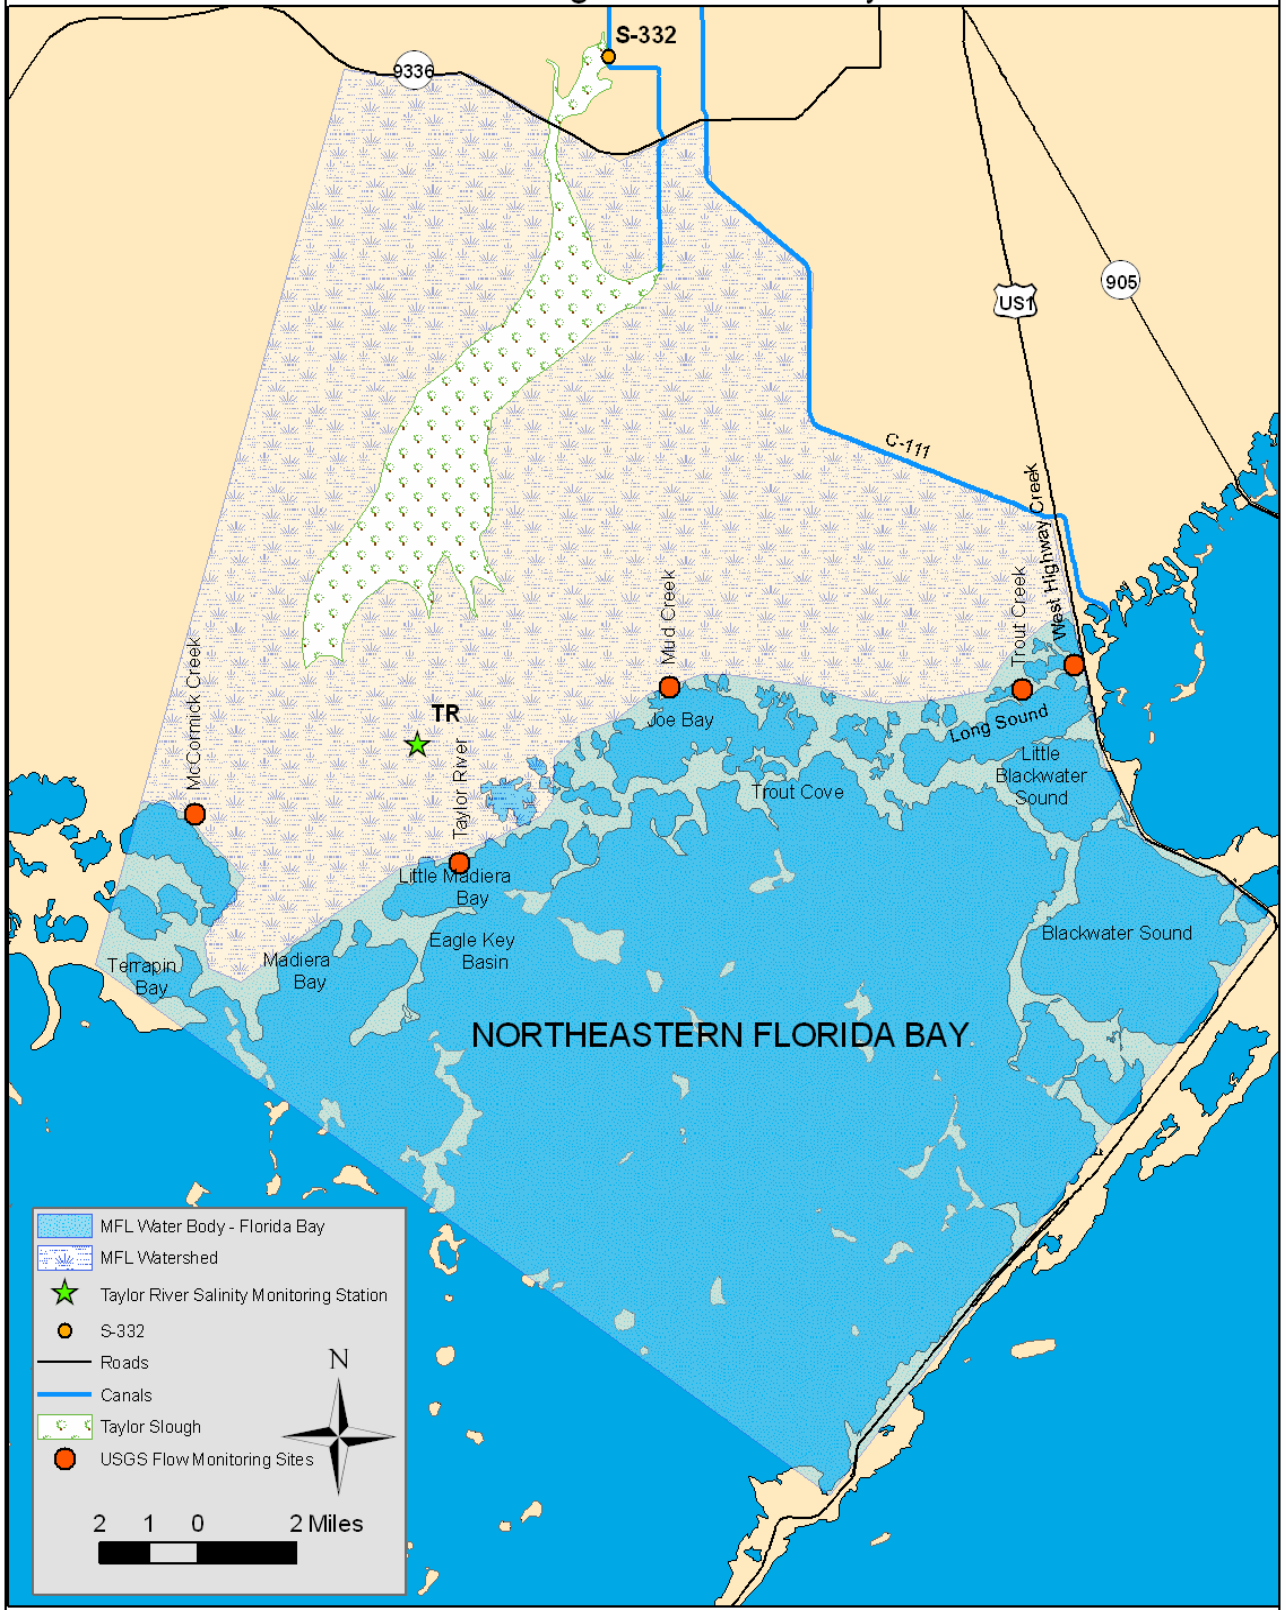 S-332
9336
905
US1
C-111
West Highway Creek
Trout Creek
Mud Creek
McCormick Creek
TR
Taylor River
Joe Bay
Long Sound
Little
Blackwater
Sound
Trout Cove
Little Madiera
Bay
Eagle Key
Basin
Blackwater Sound
Madiera
Bay
Terrapin
Bay
NORTHEASTERN FLORIDA BAY
MFL Water Body - Florida Bay
MFL Watershed
Taylor River Salinity Monitoring Station
S-332
Roads
Canals
Taylor Slough
USGS Flow Monitoring Sites
N
2 1 0 2 Miles